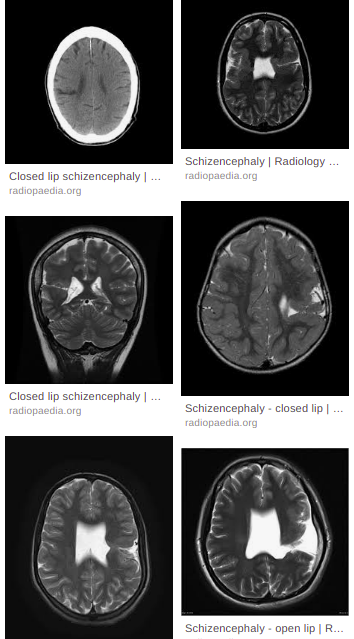 Closed lip schizencephaly | ...
radiopaedia.org
Schizencephaly | Radiology ...
radiopaedia.org
Closed lip schizencephaly | ...
radiopaedia.org
Schizencephaly - closed lip | ...
radiopaedia.org
Schizencephaly - open lip | R...